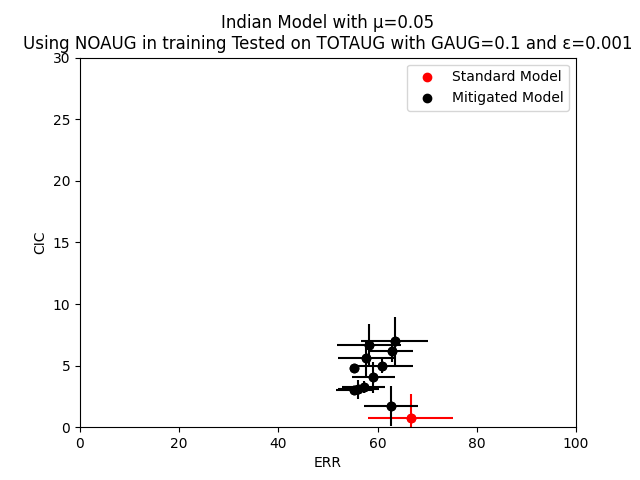 Indian Model with μ=0.05
Using NOAUG in training Tested on TOTAUG with GAUG=0.1 and ε=0.001
Standard Model
Mitigated Model
30
25
20
15
10
5
0
CIC
0 20 40 60 80 100
ERR